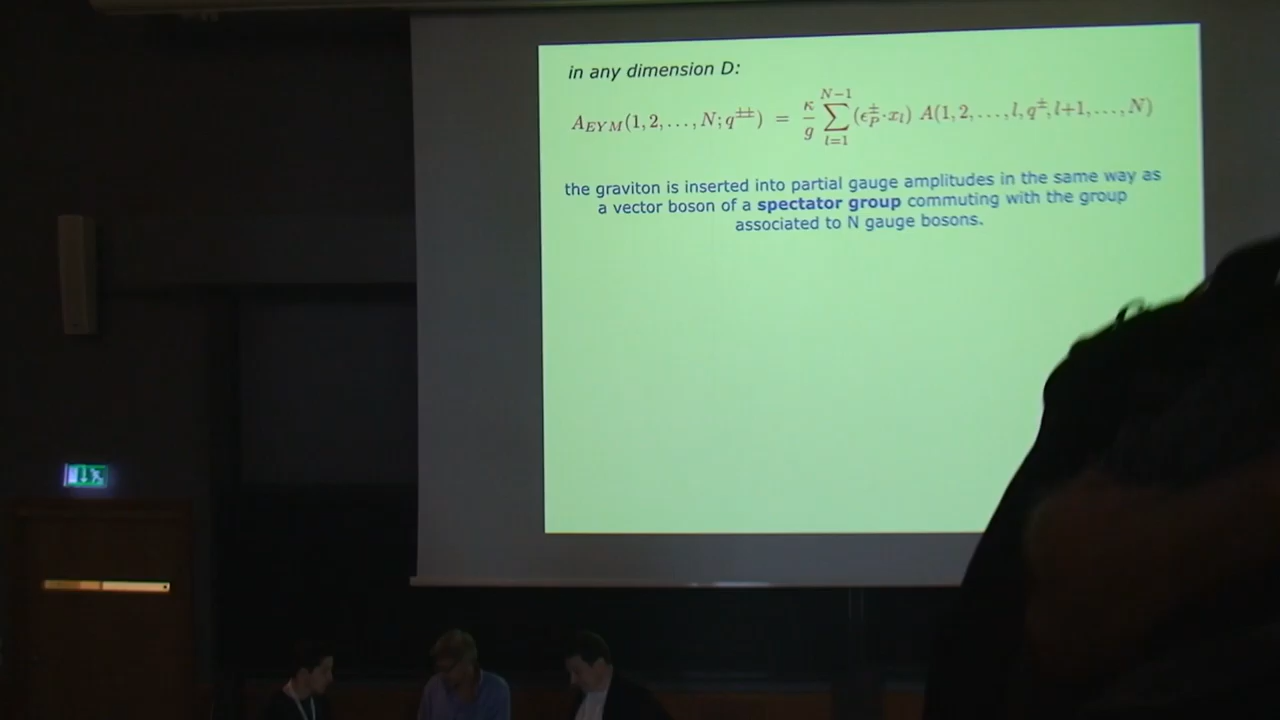 in any dimension D:
A_{EYM}(1, 2, …, N; q^{±±}) = \frac{κ}{g} \sum_{l=1}^{N−1} (ϵ_P^± · x_l) A(1, 2, …, l, q^±, l+1, …, N)
the graviton is inserted into partial gauge amplitudes in the same way as
a vector boson of a spectator group commuting with the group
associated to N gauge bosons.